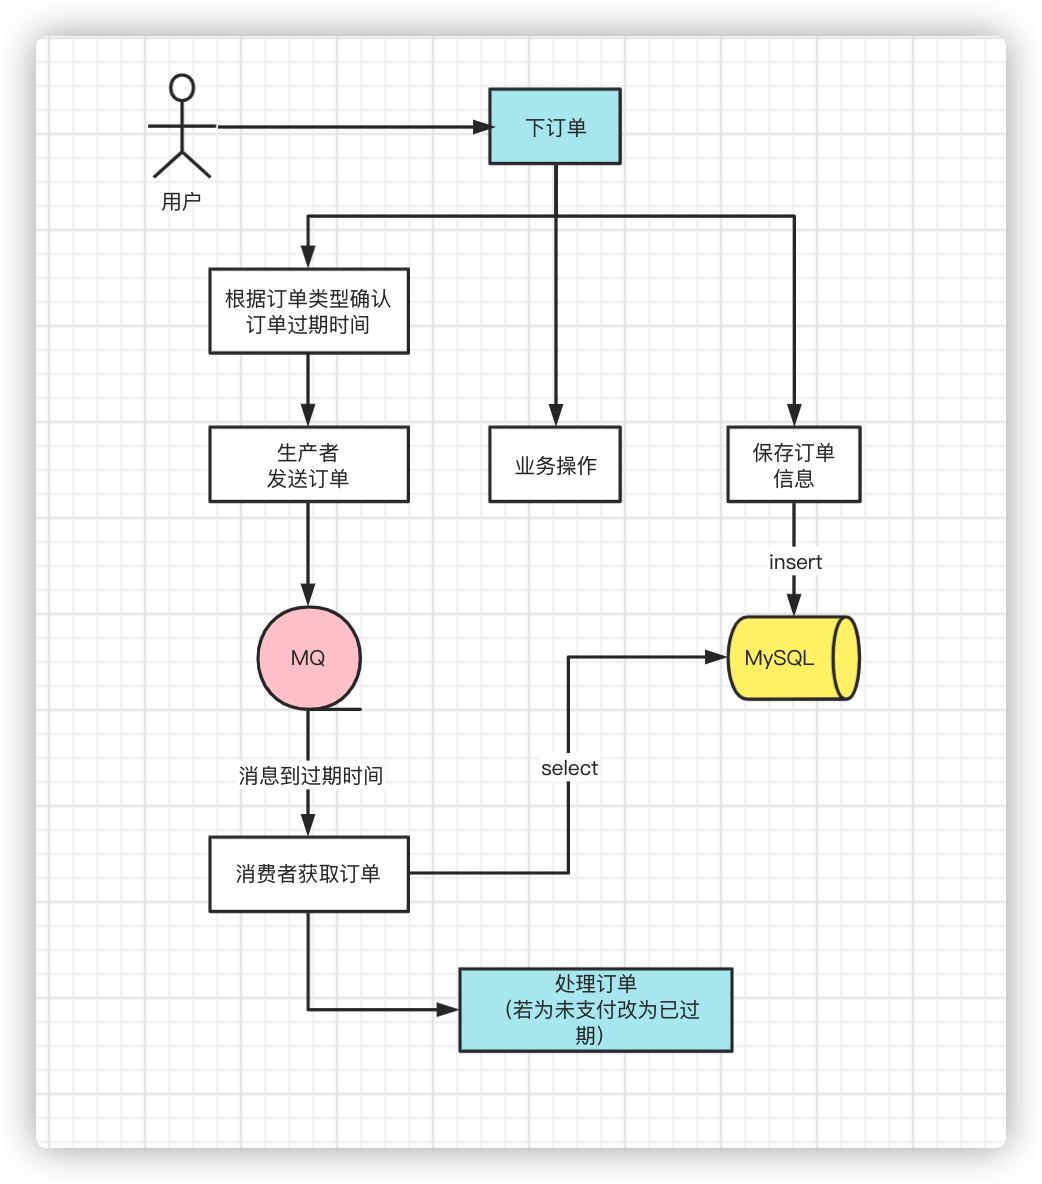 下订单
用户
根据订单类型确认
订单过期时间
生产者
发送订单
业务操作
保存订单
信息
insert
MQ
MySQL
消息到过期时间
select
消费者获取订单
处理订单
（若为未支付改为已过
期）